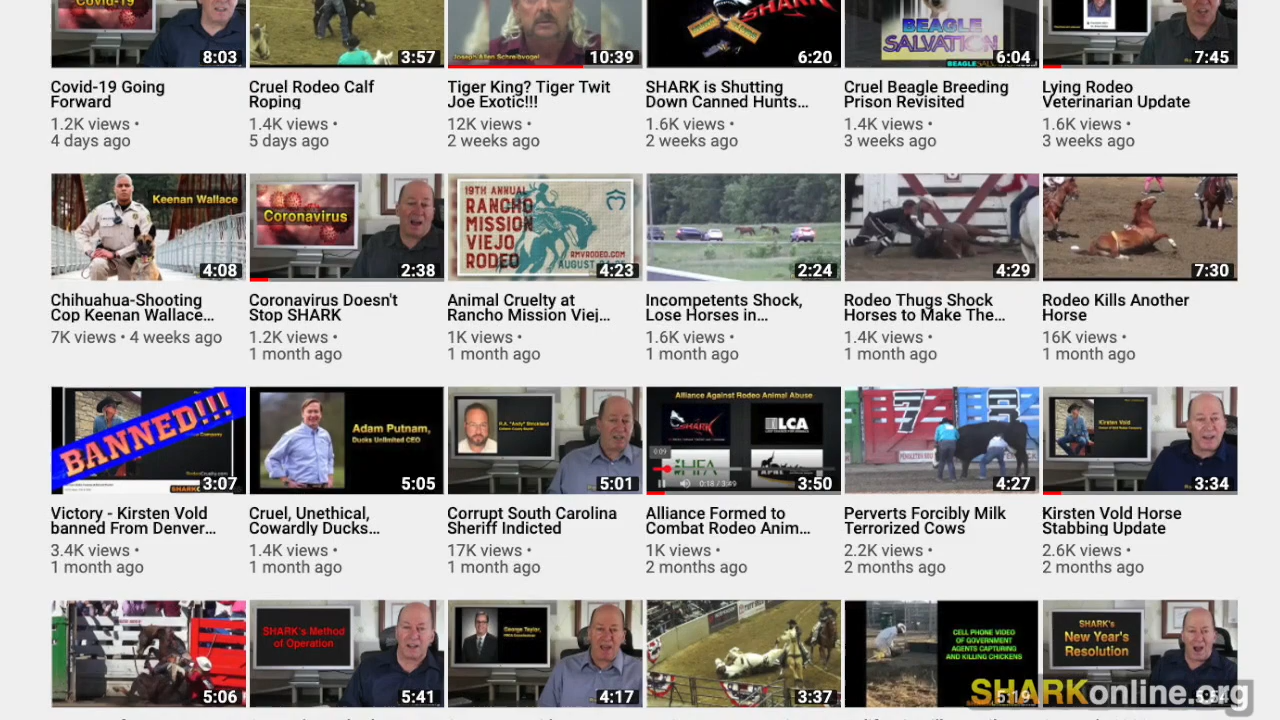 Covid-19
8:03
3:57
Joseph Allen Schreibvogel
10:39
SHARK
6:20
BEAGLE
SALVATION
6:04
7:45
Covid-19 Going
Forward
1.2K views •
4 days ago
Cruel Rodeo Calf
Roping
1.4K views •
5 days ago
Tiger King? Tiger Twit
Joe Exotic!!!
12K views •
2 weeks ago
SHARK is Shutting
Down Canned Hunts...
1.6K views •
2 weeks ago
Cruel Beagle Breeding
Prison Revisited
1.4K views •
3 weeks ago
Lying Rodeo
Veterinarian Update
1.6K views •
3 weeks ago
Keenan Wallace
4:08
Coronavirus
2:38
19TH ANNUAL
RANCHO
MISSION
VIEJO
RODEO
RMVRODEO.COM
4:23
2:24
4:29
7:30
Chihuahua-Shooting
Cop Keenan Wallace...
7K views • 4 weeks ago
Coronavirus Doesn't
Stop SHARK
1.2K views •
1 month ago
Animal Cruelty at
Rancho Mission Viej...
1K views •
1 month ago
Incompetents Shock,
Lose Horses in...
1.6K views •
1 month ago
Rodeo Thugs Shock
Horses to Make The...
1.4K views •
1 month ago
Rodeo Kills Another
Horse
16K views •
1 month ago
BANNED!!!
3:07
Adam Putnam,
Ducks Unlimited CEO
5:05
5:01
Alliance Against Rodeo Animal Abuse
SHARK
LCA
0:09
0:18 / 3:49
3:50
4:27
Kirsten Vold
3:34
Victory - Kirsten Vold
banned From Denver...
3.4K views •
1 month ago
Cruel, Unethical,
Cowardly Ducks...
1.4K views •
1 month ago
Corrupt South Carolina
Sheriff Indicted
17K views •
1 month ago
Alliance Formed to
Combat Rodeo Anim...
1K views •
2 months ago
Perverts Forcibly Milk
Terrorized Cows
2.2K views •
2 months ago
Kirsten Vold Horse
Stabbing Update
2.6K views •
2 months ago
5:06
SHARK's Method
of Operation
5:41
George Taylor,
4:17
3:37
CELL PHONE VIDEO
OF GOVERNMENT
AGENTS CAPTURING
AND KILLING CHICKENS
5:19
SHARK's
New Year's
Resolution
SHARKonline.org